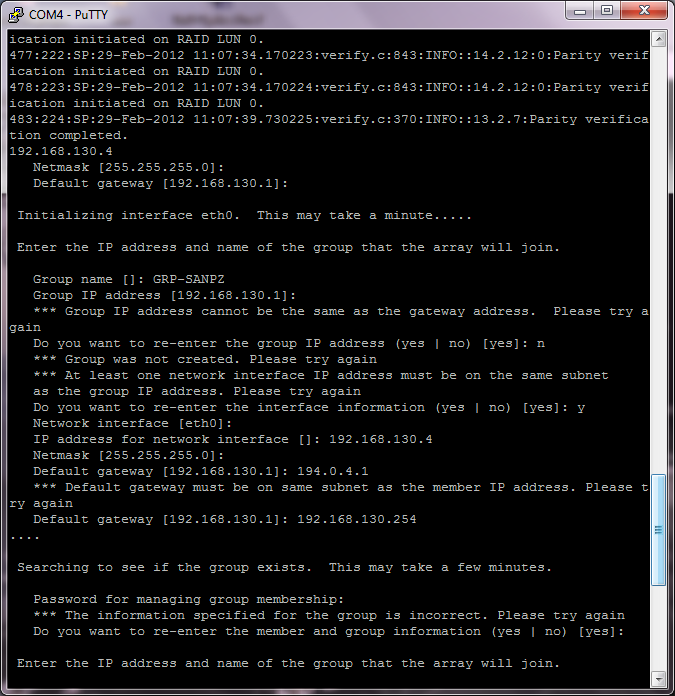 COM4 - PuTTY
ication initiated on RAID LUN 0.
477:222:SP:29-Feb-2012 11:07:34.170223:verify.c:843:INFO::14.2.12:0:Parity verif
ication initiated on RAID LUN 0.
478:223:SP:29-Feb-2012 11:07:34.170224:verify.c:843:INFO::14.2.12:0:Parity verif
ication initiated on RAID LUN 0.
483:224:SP:29-Feb-2012 11:07:39.730225:verify.c:370:INFO::13.2.7:Parity verifica
tion completed.
192.168.130.4
Netmask [255.255.255.0]:
Default gateway [192.168.130.1]:
Initializing interface eth0.  This may take a minute.....
Enter the IP address and name of the group that the array will join.
Group name []: GRP-SANPZ
Group IP address [192.168.130.1]:
*** Group IP address cannot be the same as the gateway address.  Please try a
gain
Do you want to re-enter the group IP address (yes | no) [yes]: n
*** Group was not created. Please try again
*** At least one network interface IP address must be on the same subnet
as the group IP address. Please try again
Do you want to re-enter the interface information (yes | no) [yes]: y
Network interface [eth0]:
IP address for network interface []: 192.168.130.4
Netmask [255.255.255.0]:
Default gateway [192.168.130.1]: 194.0.4.1
*** Default gateway must be on same subnet as the member IP address. Please t
ry again
Default gateway [192.168.130.1]: 192.168.130.254
....
Searching to see if the group exists.  This may take a few minutes.
Password for managing group membership:
*** The information specified for the group is incorrect. Please try again
Do you want to re-enter the member and group information (yes | no) [yes]:
Enter the IP address and name of the group that the array will join.